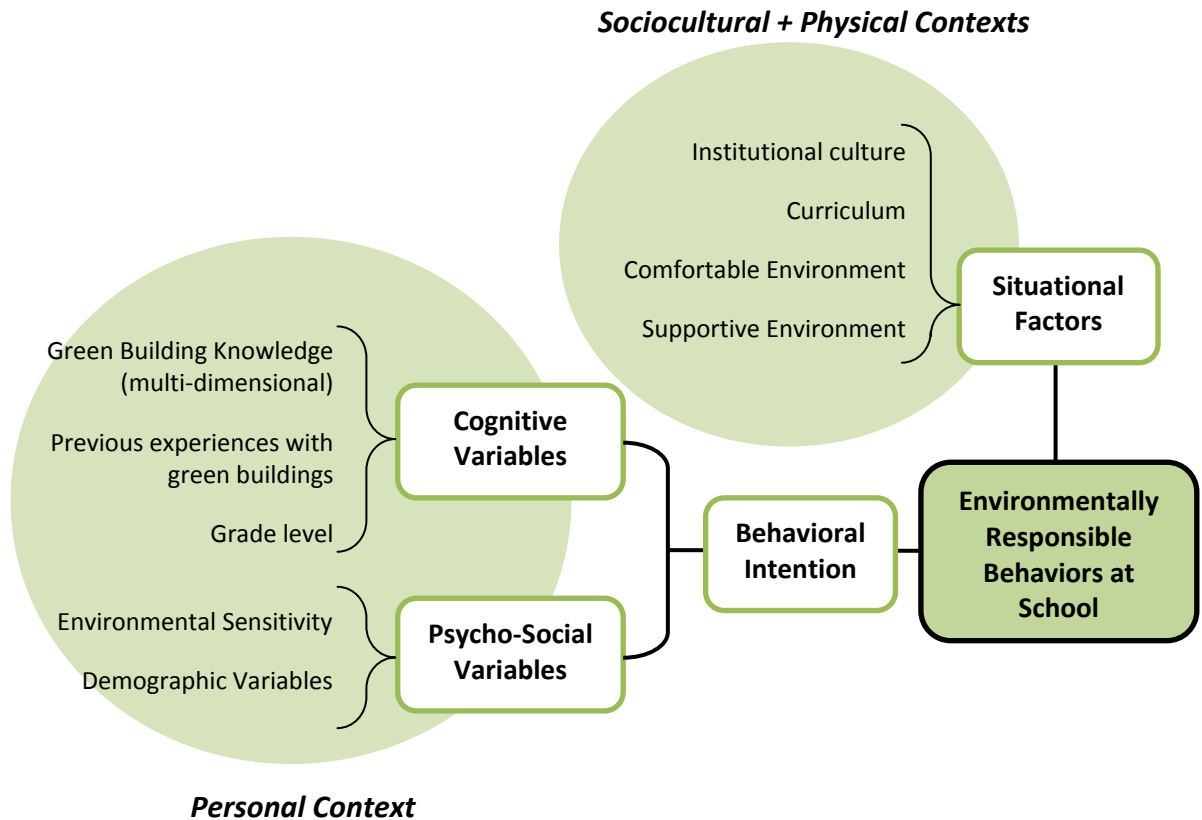 Sociocultural + Physical Contexts
Institutional culture
Curriculum
Comfortable Environment
Supportive Environment
Situational
Factors
Green Building Knowledge
(multi-dimensional)
Previous experiences with
green buildings
Grade level
Cognitive
Variables
Environmental Sensitivity
Demographic Variables
Psycho-Social
Variables
Behavioral
Intention
Environmentally
Responsible
Behaviors at
School
Personal Context